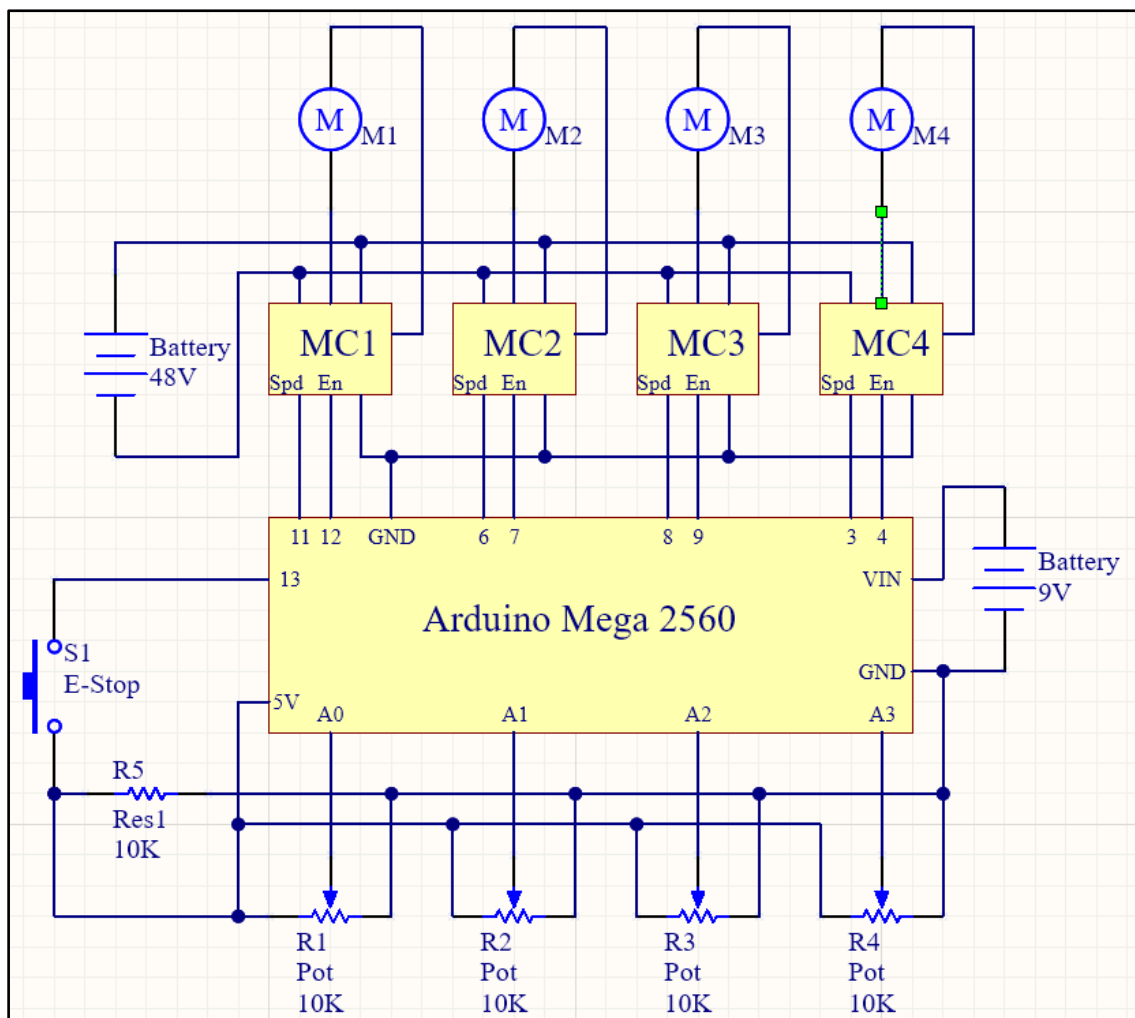 M
M1
M
M2
M
M3
M
M4
Battery
48V
MC1
Spd En
MC2
Spd En
MC3
Spd En
MC4
Spd En
11 12 GND 6 7 8 9 3 4
13
VIN
Arduino Mega 2560
Battery
9V
S1
E-Stop
GND
5V
A0 A1 A2 A3
R5
Res1
10K
R1
Pot
10K
R2
Pot
10K
R3
Pot
10K
R4
Pot
10K